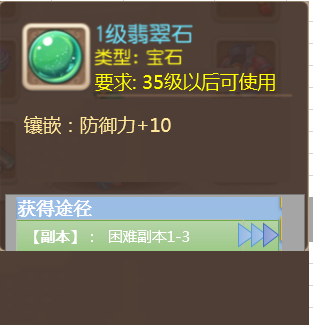 1级翡翠石
类型: 宝石
要求: 35级以后可使用
镶嵌：防御力+10
获得途径
【副本】： 困难副本1-3